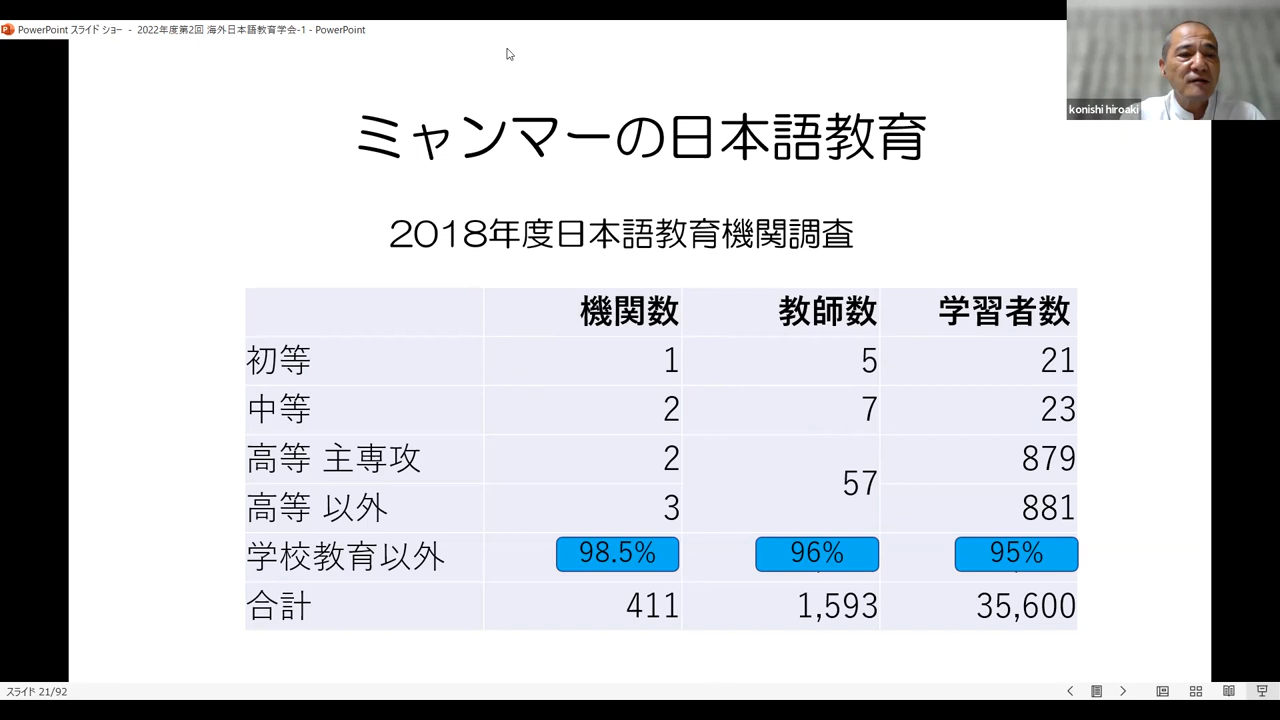 PowerPoint スライド ショー - 2022年度第2回 海外日本語教育学会-1 - PowerPoint
konishi hiroaki
ミャンマーの日本語教育
2018年度日本語教育機関調査
機関数 教師数 学習者数
初等 1 5 21
中等 2 7 23
高等 主専攻 2 879
57
高等 以外 3 881
学校教育以外 98.5% 96% 95%
合計 411 1,593 35,600
スライド 21/92